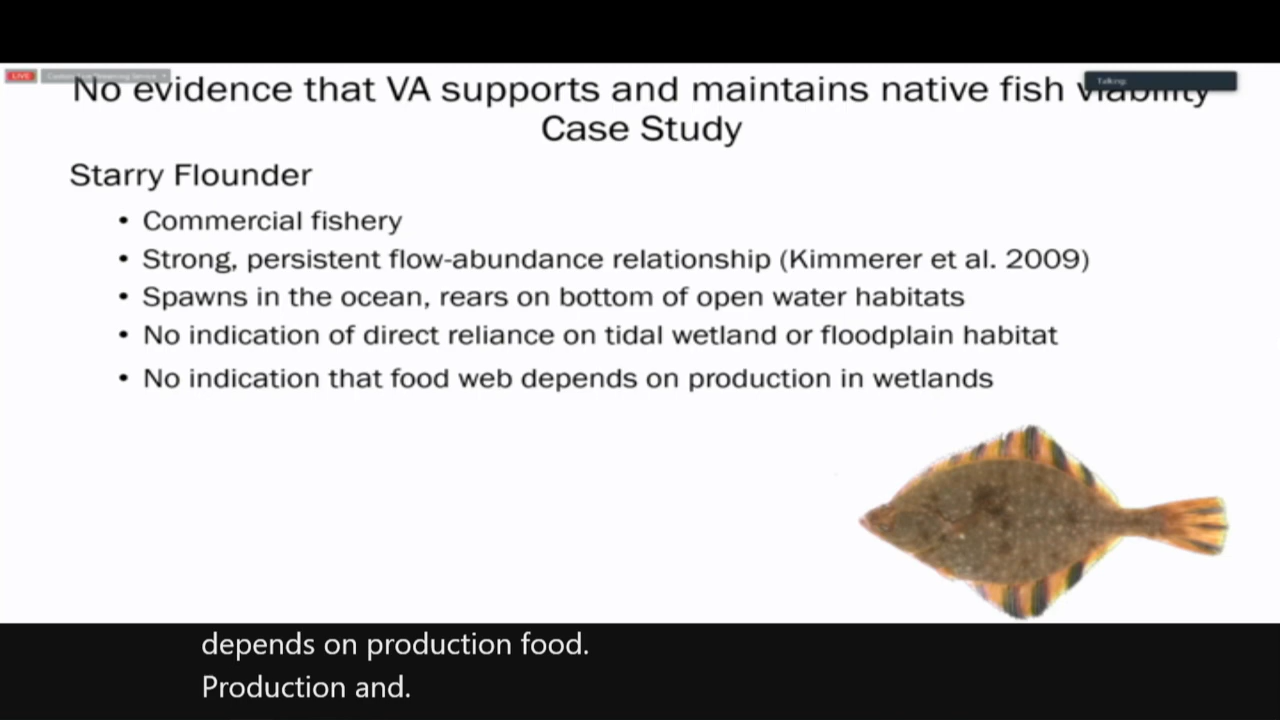 LIVE
No evidence that VA supports and maintains native fish viability
Talking:
Case Study
Starry Flounder
• Commercial fishery
• Strong, persistent flow-abundance relationship (Kimmerer et al. 2009)
• Spawns in the ocean, rears on bottom of open water habitats
• No indication of direct reliance on tidal wetland or floodplain habitat
• No indication that food web depends on production in wetlands
depends on production food.
Production and.